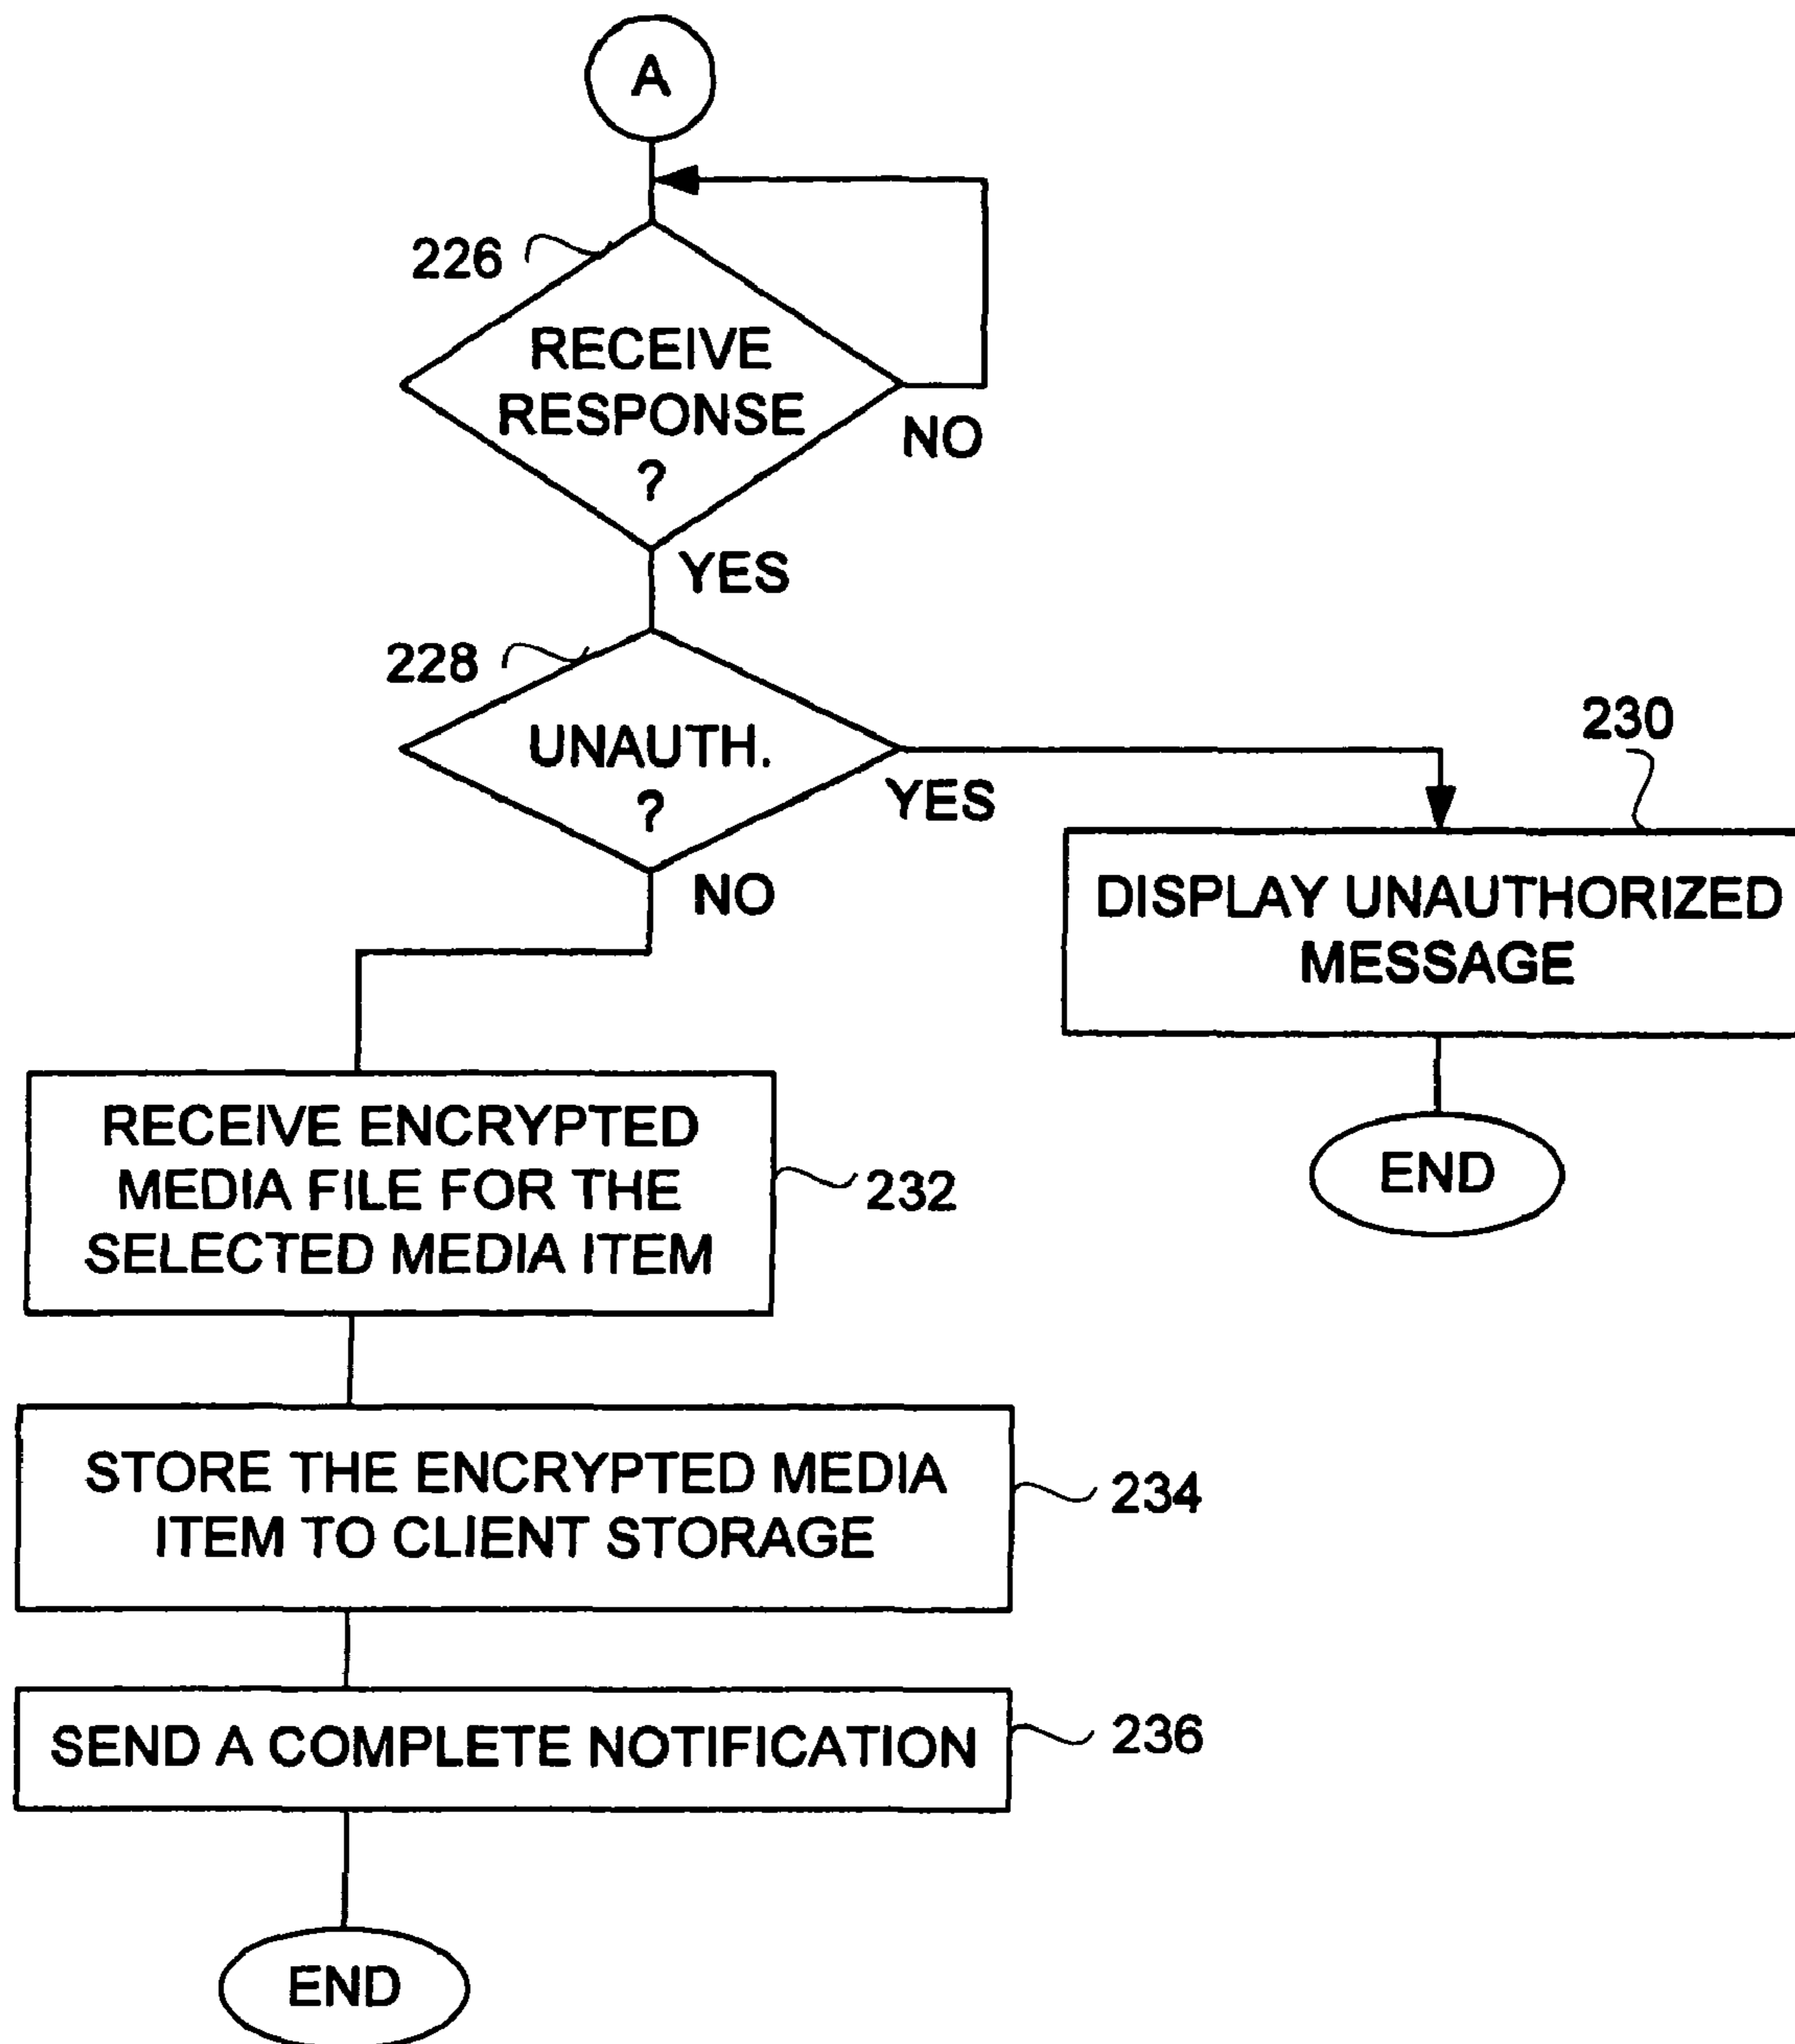 A
226
RECEIVE
RESPONSE
?
NO
YES
228
UNAUTH.
?
YES
NO
230
DISPLAY UNAUTHORIZED
MESSAGE
END
RECEIVE ENCRYPTED
MEDIA FILE FOR THE
SELECTED MEDIA ITEM
232
STORE THE ENCRYPTED MEDIA
ITEM TO CLIENT STORAGE
234
SEND A COMPLETE NOTIFICATION
236
END